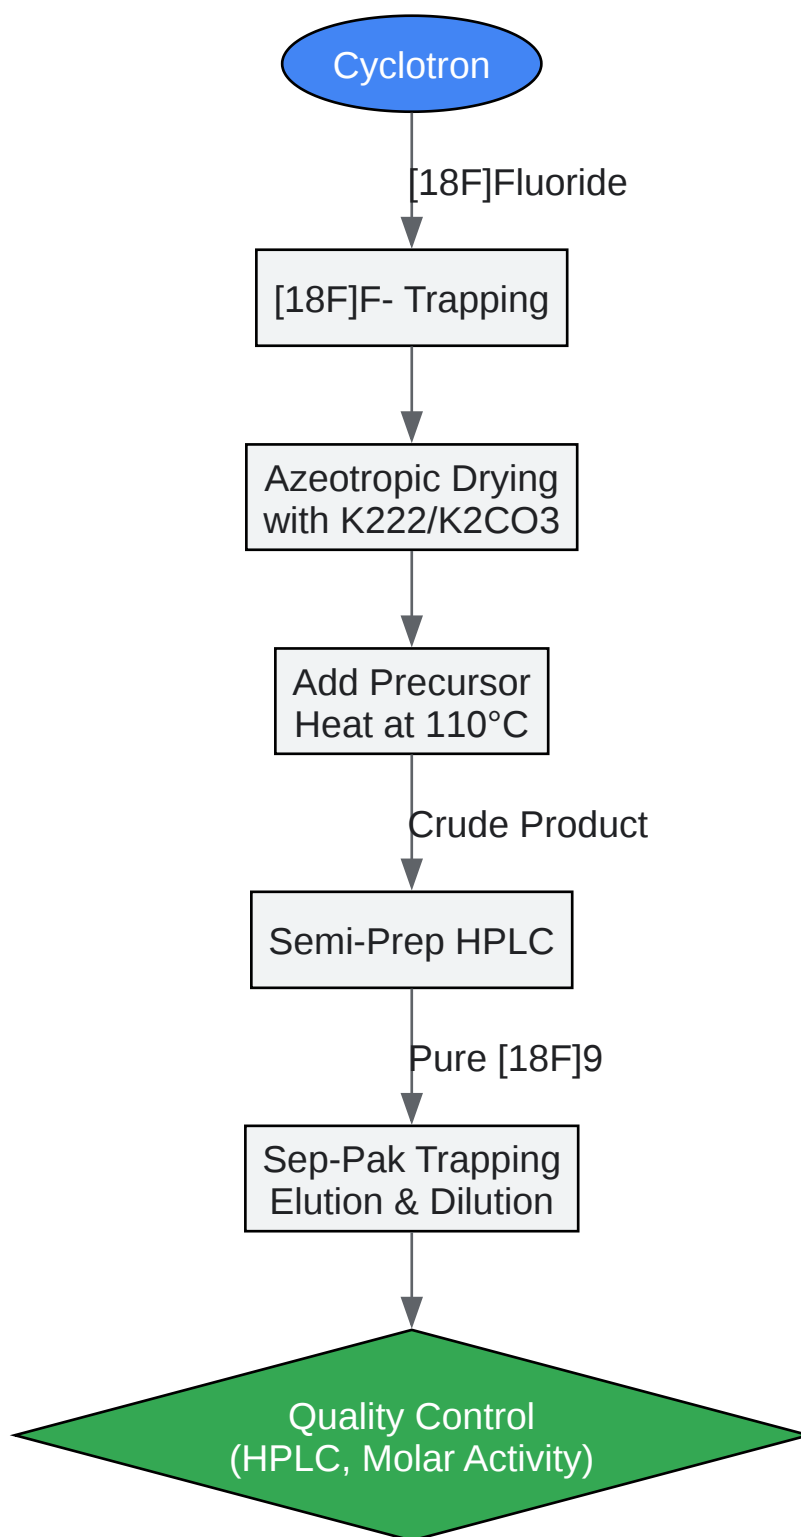 Cyclotron
[18F]Fluoride
[18F]F- Trapping
Azeotropic Drying
with K222/K2CO3
Add Precursor
Heat at 110°C
Crude Product
Semi-Prep HPLC
Pure [18F]9
Sep-Pak Trapping
Elution & Dilution
Quality Control
(HPLC, Molar Activity)